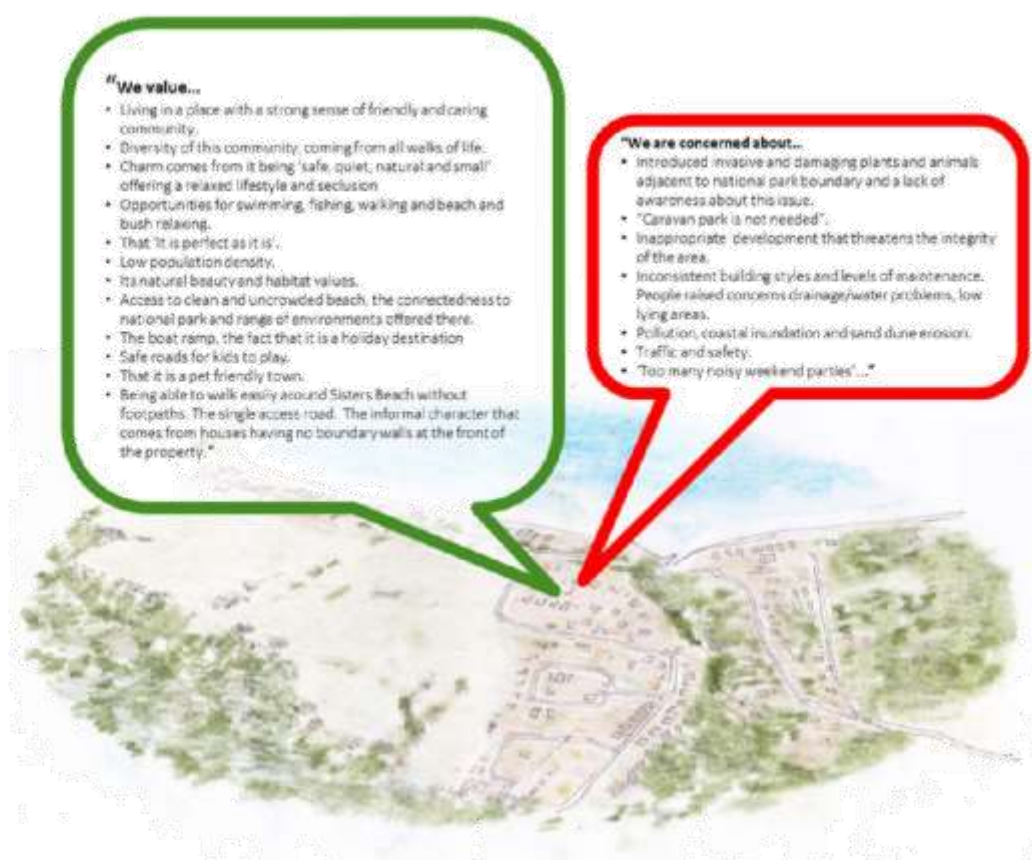 "We value...
• Living in a place with a strong sense of friendly and caring
community.
• Diversity of this community, coming from all walks of life.
• Charm comes from it being 'safe, quiet, natural and small'
offering a relaxed lifestyle and seclusion
• Opportunities for swimming, fishing, walking and beach and
bush relaxing.
• That 'it is perfect as it is'.
• Low population density.
• Its natural beauty and habitat values.
• Access to clean and uncrowded beach, the connectedness to
national park and range of environments offered there.
• The boat ramp, the fact that it is a holiday destination
• Safe roads for kids to play.
• That it is a pet friendly town.
• Being able to walk easily around Sisters Beach without
footpaths. The single access road. The informal character that
comes from houses having no boundary walls at the front of
the property."
"We are concerned about...
• Introduced invasive and damaging plants and animals
adjacent to national park boundary and a lack of
awareness about this issue.
• "Caravan park is not needed".
• Inappropriate development that threatens the integrity
of the area.
• Inconsistent building styles and levels of maintenance.
People raised concerns drainage/water problems, low
lying areas.
• Pollution, coastal inundation and sand dune erosion.
• Traffic and safety.
• 'Too many noisy weekend parties'..."